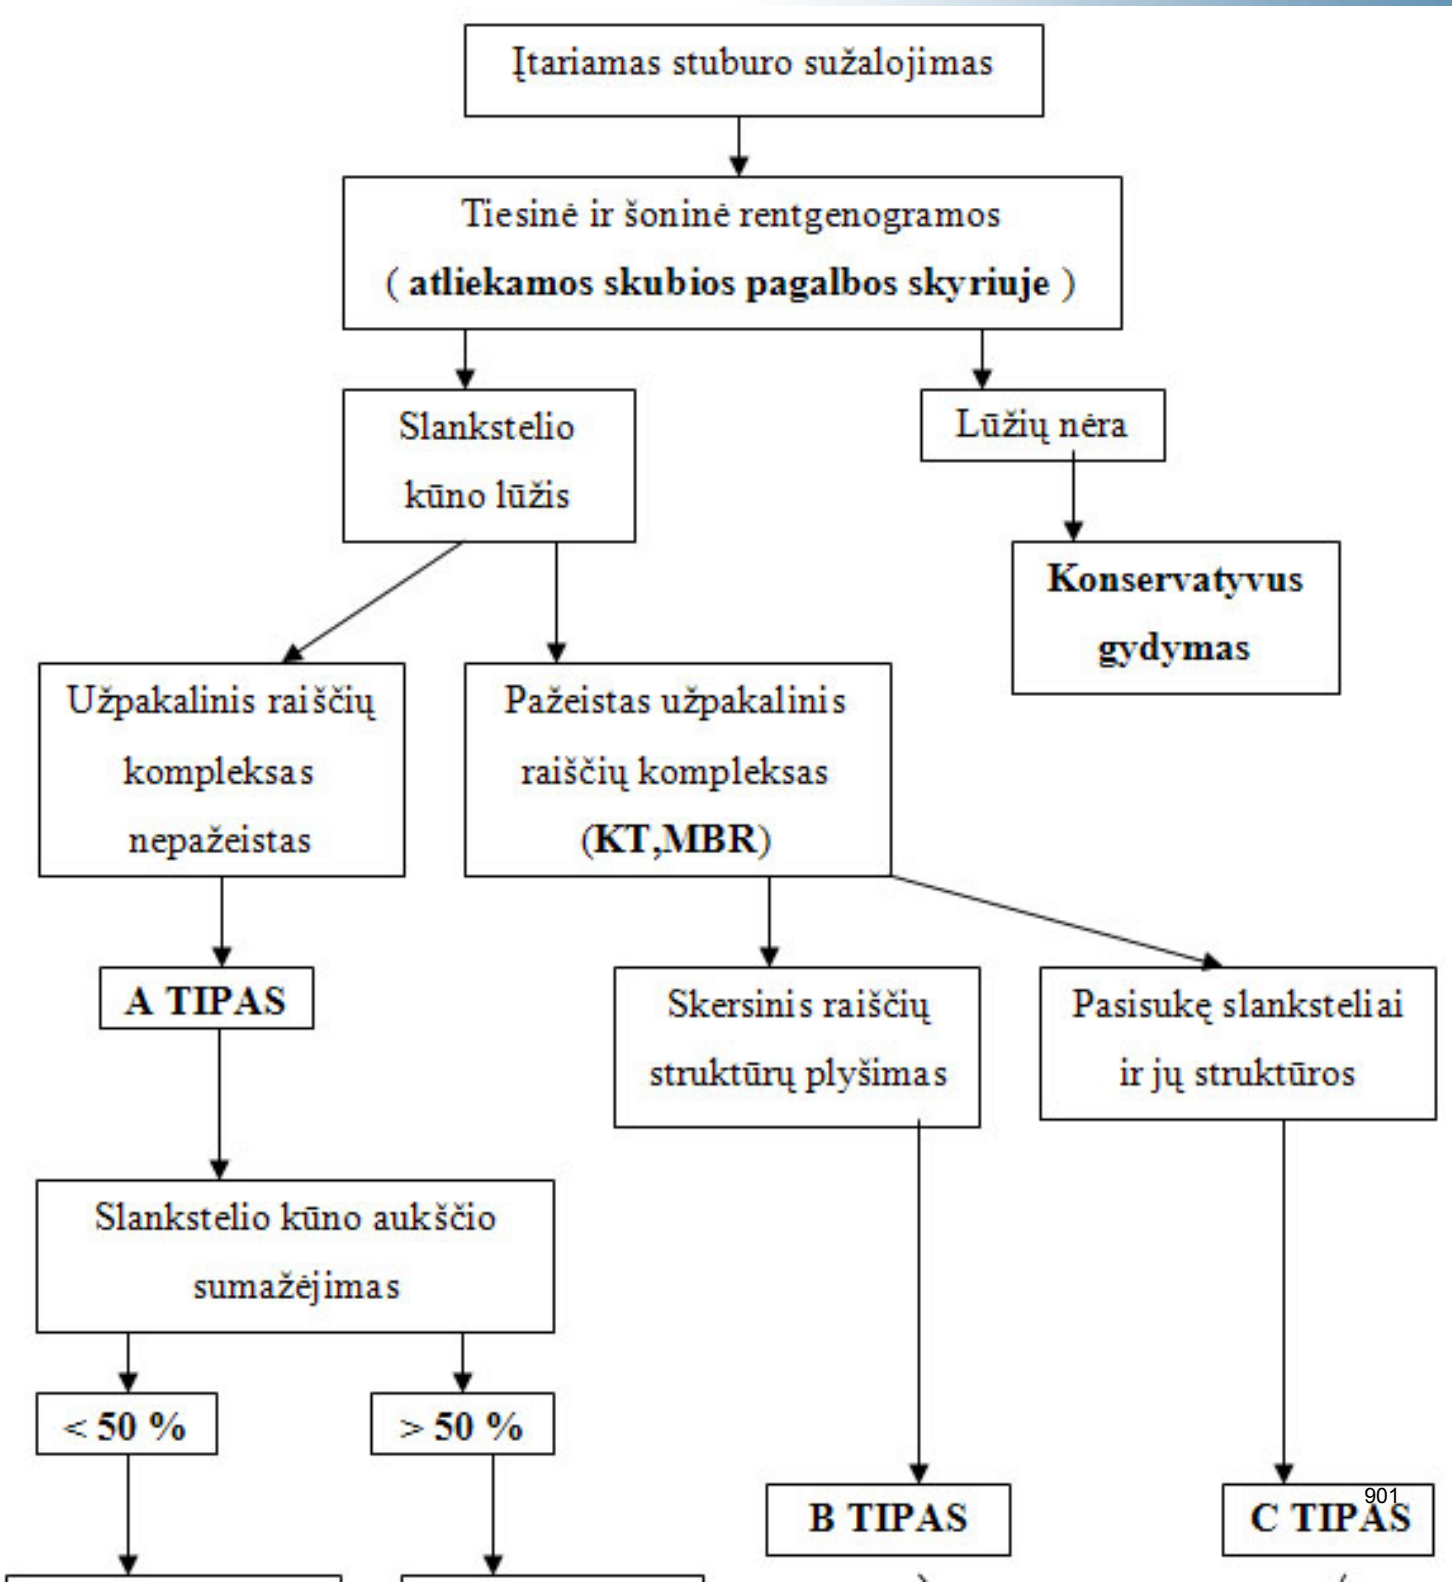 Įtariamas stuburo sužalojimas
Tiesinė ir šoninė rentgenogramos
( atliekamos skubios pagalbos skyriuje )
Slankstelio
kūno lūžis
Lūžių nėra
Konservatyvus
gydymas
Užpakalinis raiščių
kompleksas
nepažeistas
Pažeistas užpakalinis
raiščių kompleksas
(KT,MBR)
A TIPAS
Skersinis raiščių
struktūrų plyšimas
Pasisukę slanksteliai
ir jų struktūros
Slankstelio kūno aukščio
sumažėjimas
< 50 %
> 50 %
B TIPAS
C TIPAS
901